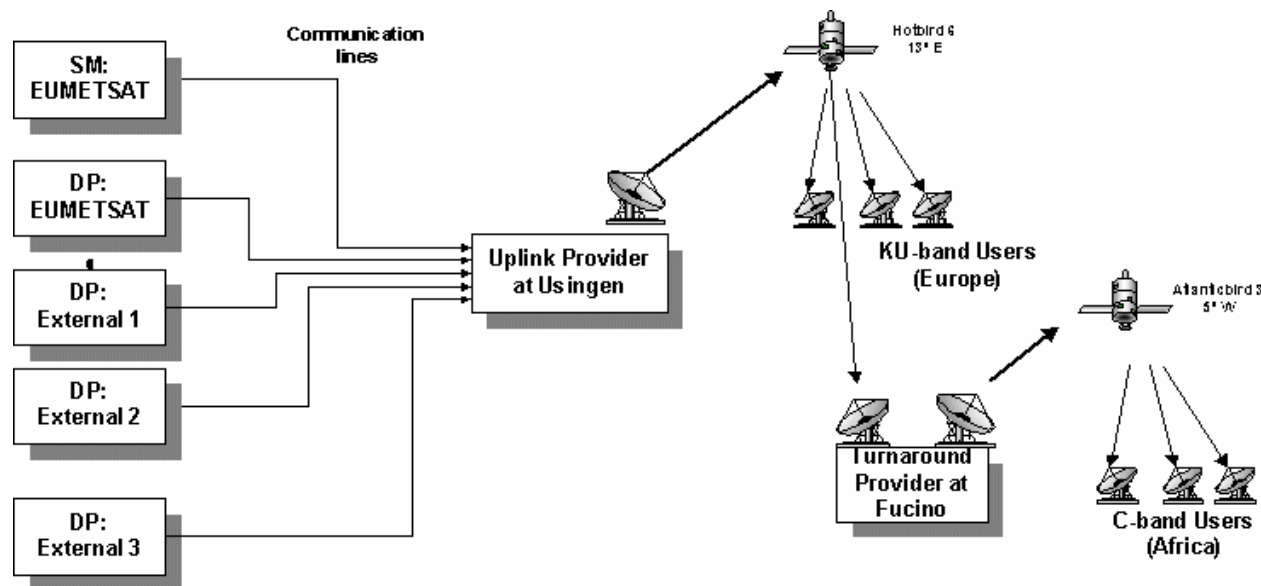 SM:
EUMETSAT
Communication
lines
Hotbird 6
13° E
DP:
EUMETSAT
DP:
External 1
DP:
External 2
DP:
External 3
Uplink Provider
at Usingen
KU-band Users
(Europe)
Atlanticbird 3
5° W
Turnaround
Provider at
Fucino
C-band Users
(Africa)